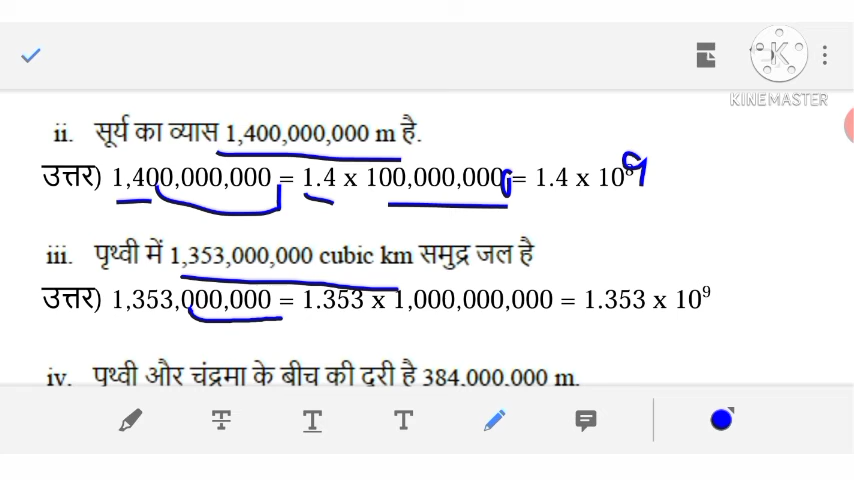 KINEMASTER
ii. सूर्य का व्यास 1,400,000,000 m है.
उत्तर) 1,400,000,000 = 1.4 x 100,000,000 = 1.4 x 10⁹
iii. पृथ्वी में 1,353,000,000 cubic km समुद्र जल है
उत्तर) 1,353,000,000 = 1.353 x 1,000,000,000 = 1.353 x 10⁹
iv. पृथ्वी और चंद्रमा के बीच की दूरी है 384,000,000 m.
T T T